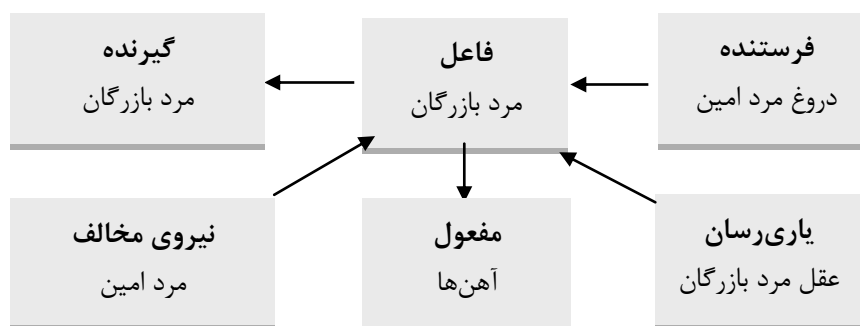 فرستنده
دروغ مرد امین
فاعل
مرد بازرگان
گیرنده
مرد بازرگان
یاری‌رسان
عقل مرد بازرگان
مفعول
آهن‌ها
نیروی مخالف
مرد امین